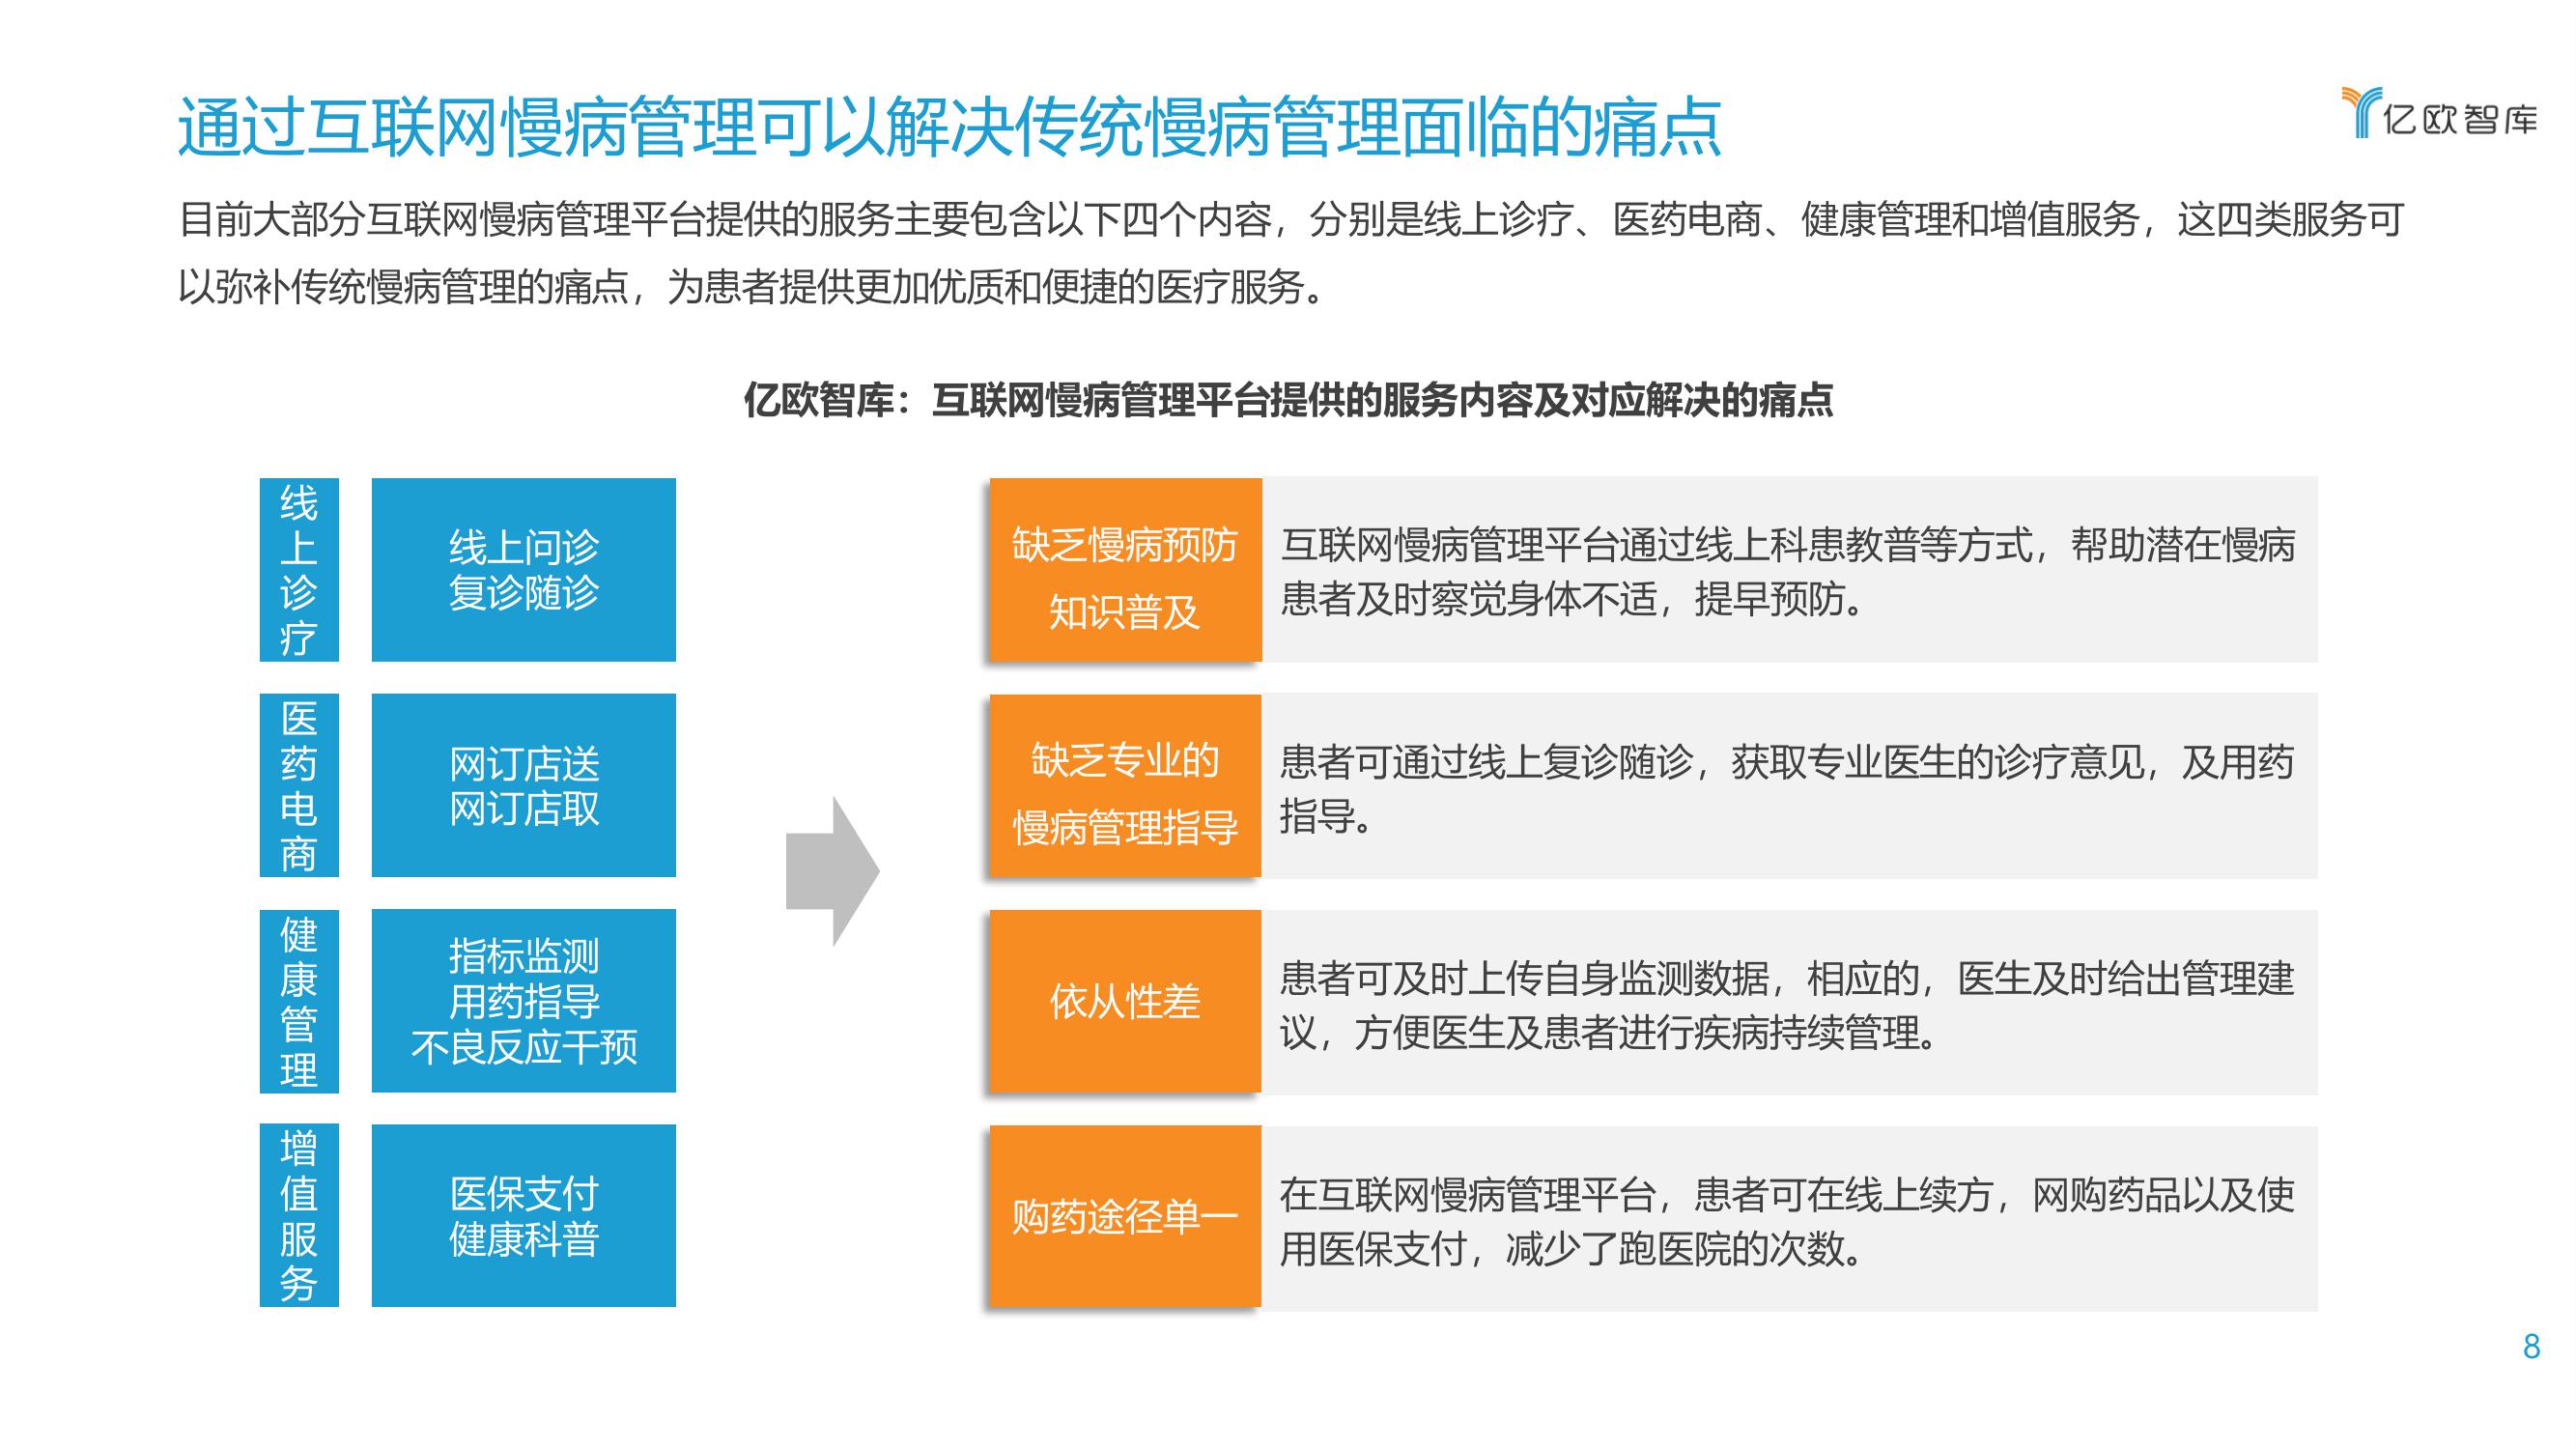 通过互联网慢病管理可以解决传统慢病管理面临的痛点
亿欧智库
目前大部分互联网慢病管理平台提供的服务主要包含以下四个内容，分别是线上诊疗、医药电商、健康管理和增值服务，这四类服务可
以弥补传统慢病管理的痛点，为患者提供更加优质和便捷的医疗服务。
亿欧智库：互联网慢病管理平台提供的服务内容及对应解决的痛点
线上诊疗
线上问诊
复诊随诊
医药电商
网订店送
网订店取
健康管理
指标监测
用药指导
不良反应干预
增值服务
医保支付
健康科普
缺乏慢病预防
知识普及
互联网慢病管理平台通过线上科患教普等方式，帮助潜在慢病
患者及时察觉身体不适，提早预防。
缺乏专业的
慢病管理指导
患者可通过线上复诊随诊，获取专业医生的诊疗意见，及用药
指导。
依从性差
患者可及时上传自身监测数据，相应的，医生及时给出管理建
议，方便医生及患者进行疾病持续管理。
购药途径单一
在互联网慢病管理平台，患者可在线上续方，网购药品以及使
用医保支付，减少了跑医院的次数。
8